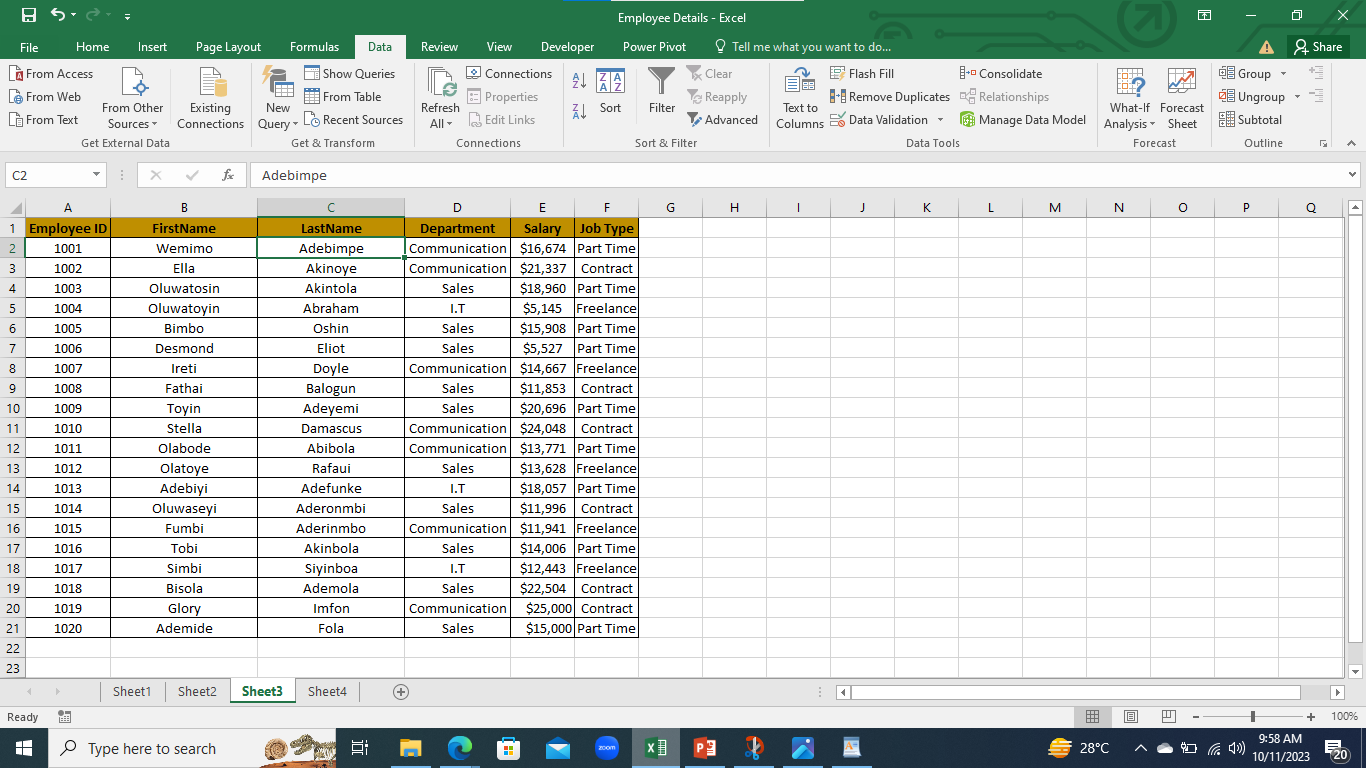 Employee Details - Excel
File Home Insert Page Layout Formulas Data Review View Developer Power Pivot Tell me what you want to do... Share
From Access
From Web
From Text
From Other
Sources
Existing
Connections
Get External Data
New
Query
Show Queries
From Table
Recent Sources
Get & Transform
Refresh
All
Connections
Properties
Edit Links
Connections
Sort
Filter
Clear
Reapply
Advanced
Sort & Filter
Text to
Columns
Flash Fill
Remove Duplicates
Data Validation
Consolidate
Relationships
Manage Data Model
Data Tools
What-If
Analysis
Forecast
Sheet
Forecast
Group
Ungroup
Subtotal
Outline
C2 fx Adebimpe
A B C D E F G H I J K L M N O P Q
1 Employee ID FirstName LastName Department Salary Job Type
2 1001 Wemimo Adebimpe Communication $16,674 Part Time
3 1002 Ella Akinoye Communication $21,337 Contract
4 1003 Oluwatosin Akintola Sales $18,960 Part Time
5 1004 Oluwatoyin Abraham I.T $5,145 Freelance
6 1005 Bimbo Oshin Sales $15,908 Part Time
7 1006 Desmond Eliot Sales $5,527 Part Time
8 1007 Ireti Doyle Communication $14,667 Freelance
9 1008 Fathai Balogun Sales $11,853 Contract
10 1009 Toyin Adeyemi Sales $20,696 Part Time
11 1010 Stella Damascus Communication $24,048 Contract
12 1011 Olabode Abibola Communication $13,771 Part Time
13 1012 Olatoye Rafaui Sales $13,628 Freelance
14 1013 Adebiyi Adefunke I.T $18,057 Part Time
15 1014 Oluwaseyi Aderonmbi Sales $11,996 Contract
16 1015 Fumbi Aderinmbo Communication $11,941 Freelance
17 1016 Tobi Akinbola Sales $14,006 Part Time
18 1017 Simbi Siyinboa I.T $12,443 Freelance
19 1018 Bisola Ademola Sales $22,504 Contract
20 1019 Glory Imfon Communication $25,000 Contract
21 1020 Ademide Fola Sales $15,000 Part Time
22
23
Sheet1 Sheet2 Sheet3 Sheet4
Ready 100%
Type here to search zoom 28°C 9:58 AM
10/11/2023 20